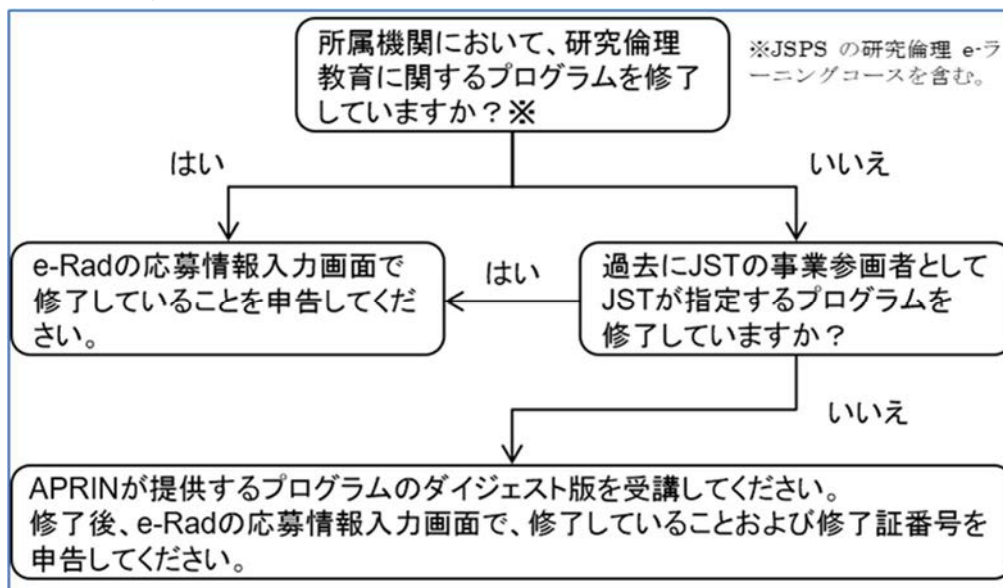 所属機関において、研究倫理
教育に関するプログラムを修了
していますか？※
※JSPS の研究倫理 e-ラ
ーニングコースを含む。
はい
いいえ
e-Radの応募情報入力画面で
修了していることを申告してくだ
さい。
はい
過去にJSTの事業参画者として
JSTが指定するプログラムを
修了していますか？
いいえ
APRINが提供するプログラムのダイジェスト版を受講してください。
修了後、e-Radの応募情報入力画面で、修了していることおよび修了証番号を
申告してください。